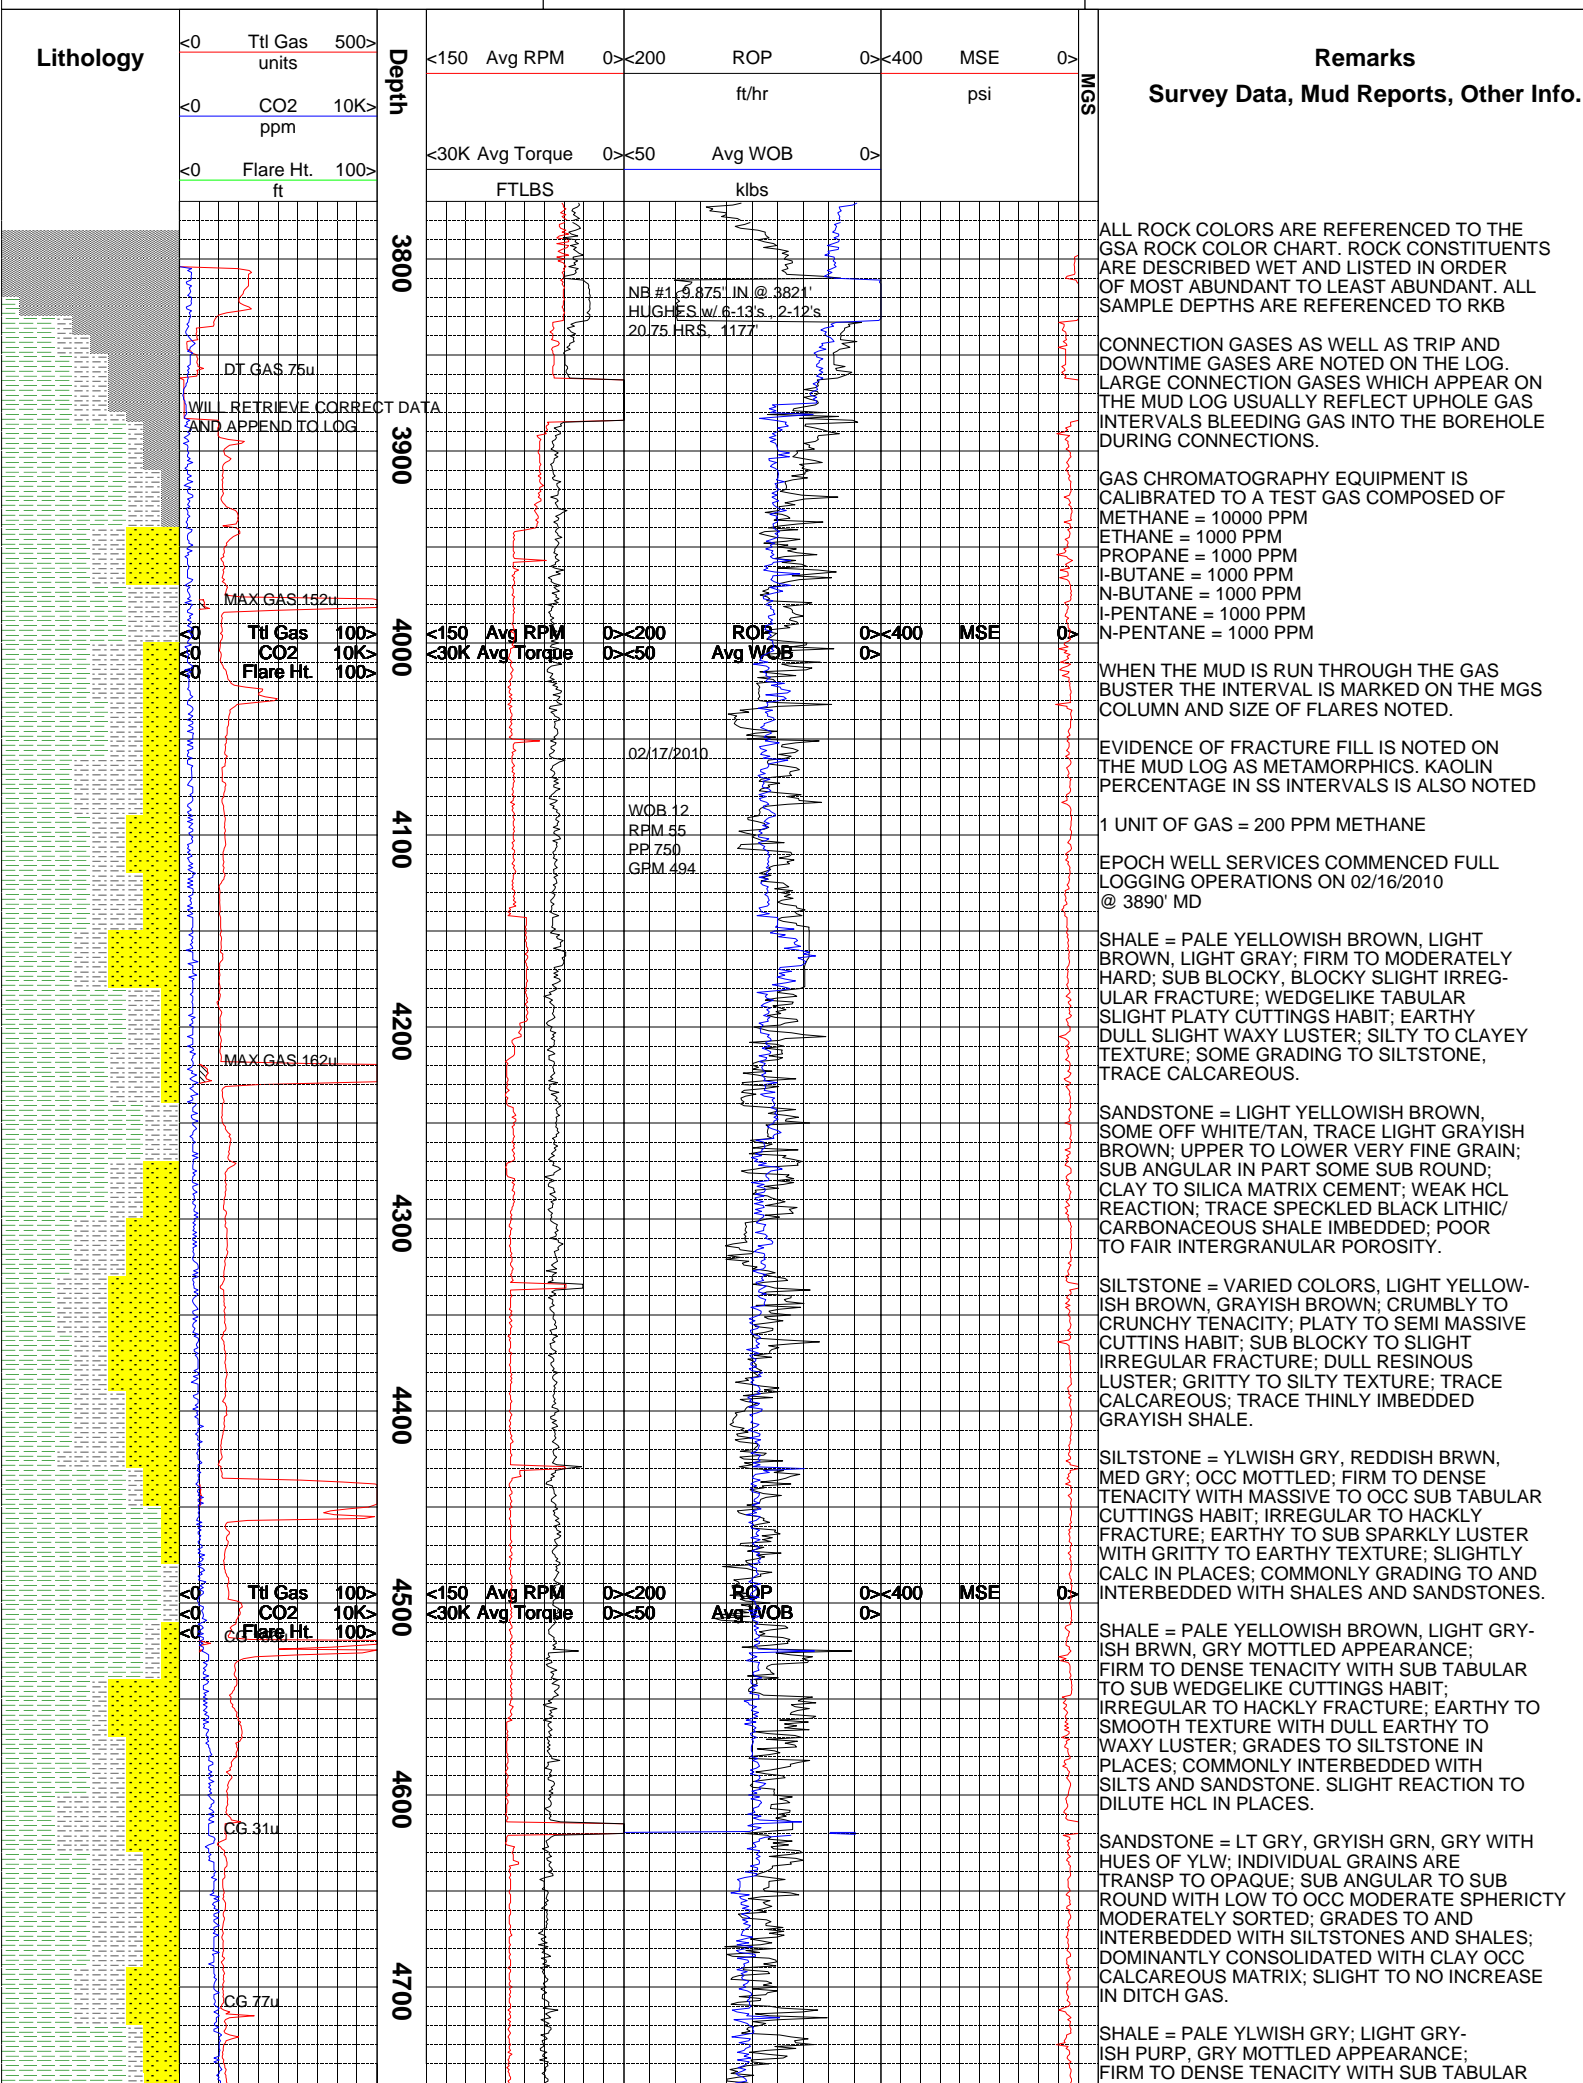 Lithology
<0 Ttl Gas 500>
units
<0 CO2 10K>
ppm
<0 Flare Ht. 100>
ft
Depth
<150 Avg RPM 0>
<30K Avg Torque 0>
FTLBS
<200 ROP 0>
ft/hr
<50 Avg WOB 0>
klbs
<400 MSE 0>
psi
MGS
Remarks
Survey Data, Mud Reports, Other Info.
3800
NB #1, 9.875" IN @ 3821'
HUGHES w/ 6-13's , 2-12's
20.75 HRS, 1177'
DT GAS 75u
WILL RETRIEVE CORRECT DATA
AND APPEND TO LOG
3900
MAX GAS 152u
<0 Ttl Gas 100> <150 Avg RPM 0><200 ROP 0><400 MSE 0>
<0 CO2 10K> <30K Avg Torque 0><50 Avg WOB 0>
<0 Flare Ht. 100>
4000
02/17/2010
WOB 12
RPM 55
PP 750
GPM 494
4100
4200
MAX GAS 162u
4300
4400
<0 Ttl Gas 100> <150 Avg RPM 0><200 ROP 0><400 MSE 0>
<0 CO2 10K> <30K Avg Torque 0><50 Avg WOB 0>
<0 Flare Ht. 100>
4500
CG
4600
CG 31u
4700
CG 77u
ALL ROCK COLORS ARE REFERENCED TO THE
GSA ROCK COLOR CHART. ROCK CONSTITUENTS
ARE DESCRIBED WET AND LISTED IN ORDER
OF MOST ABUNDANT TO LEAST ABUNDANT. ALL
SAMPLE DEPTHS ARE REFERENCED TO RKB
CONNECTION GASES AS WELL AS TRIP AND
DOWNTIME GASES ARE NOTED ON THE LOG.
LARGE CONNECTION GASES WHICH APPEAR ON
THE MUD LOG USUALLY REFLECT UPHOLE GAS
INTERVALS BLEEDING GAS INTO THE BOREHOLE
DURING CONNECTIONS.
GAS CHROMATOGRAPHY EQUIPMENT IS
CALIBRATED TO A TEST GAS COMPOSED OF
METHANE = 10000 PPM
ETHANE = 1000 PPM
PROPANE = 1000 PPM
I-BUTANE = 1000 PPM
N-BUTANE = 1000 PPM
I-PENTANE = 1000 PPM
N-PENTANE = 1000 PPM
WHEN THE MUD IS RUN THROUGH THE GAS
BUSTER THE INTERVAL IS MARKED ON THE MGS
COLUMN AND SIZE OF FLARES NOTED.
EVIDENCE OF FRACTURE FILL IS NOTED ON
THE MUD LOG AS METAMORPHICS. KAOLIN
PERCENTAGE IN SS INTERVALS IS ALSO NOTED
1 UNIT OF GAS = 200 PPM METHANE
EPOCH WELL SERVICES COMMENCED FULL
LOGGING OPERATIONS ON 02/16/2010
@ 3890' MD
SHALE = PALE YELLOWISH BROWN, LIGHT
BROWN, LIGHT GRAY; FIRM TO MODERATELY
HARD; SUB BLOCKY, BLOCKY SLIGHT IRREG-
ULAR FRACTURE; WEDGELIKE TABULAR
SLIGHT PLATY CUTTINGS HABIT; EARTHY
DULL SLIGHT WAXY LUSTER; SILTY TO CLAYEY
TEXTURE; SOME GRADING TO SILTSTONE,
TRACE CALCAREOUS.
SANDSTONE = LIGHT YELLOWISH BROWN,
SOME OFF WHITE/TAN, TRACE LIGHT GRAYISH
BROWN; UPPER TO LOWER VERY FINE GRAIN;
SUB ANGULAR IN PART SOME SUB ROUND;
CLAY TO SILICA MATRIX CEMENT; WEAK HCL
REACTION; TRACE SPECKLED BLACK LITHIC/
CARBONACEOUS SHALE IMBEDDED; POOR
TO FAIR INTERGRANULAR POROSITY.
SILTSTONE = VARIED COLORS, LIGHT YELLOW-
ISH BROWN, GRAYISH BROWN; CRUMBLY TO
CRUNCHY TENACITY; PLATY TO SEMI MASSIVE
CUTTINS HABIT; SUB BLOCKY TO SLIGHT
IRREGULAR FRACTURE; DULL RESINOUS
LUSTER; GRITTY TO SILTY TEXTURE; TRACE
CALCAREOUS; TRACE THINLY IMBEDDED
GRAYISH SHALE.
SILTSTONE = YLWISH GRY, REDDISH BRWN,
MED GRY; OCC MOTTLED; FIRM TO DENSE
TENACITY WITH MASSIVE TO OCC SUB TABULAR
CUTTINGS HABIT; IRREGULAR TO HACKLY
FRACTURE; EARTHY TO SUB SPARKLY LUSTER
WITH GRITTY TO EARTHY TEXTURE; SLIGHTLY
CALC IN PLACES; COMMONLY GRADING TO AND
INTERBEDDED WITH SHALES AND SANDSTONES.
SHALE = PALE YELLOWISH BROWN, LIGHT GRY-
ISH BRWN, GRY MOTTLED APPEARANCE;
FIRM TO DENSE TENACITY WITH SUB TABULAR
TO SUB WEDGELIKE CUTTINGS HABIT;
IRREGULAR TO HACKLY FRACTURE; EARTHY TO
SMOOTH TEXTURE WITH DULL EARTHY TO
WAXY LUSTER; GRADES TO SILTSTONE IN
PLACES; COMMONLY INTERBEDDED WITH
SILTS AND SANDSTONE. SLIGHT REACTION TO
DILUTE HCL IN PLACES.
SANDSTONE = LT GRY, GRYISH GRN, GRY WITH
HUES OF YLW; INDIVIDUAL GRAINS ARE
TRANSP TO OPAQUE; SUB ANGULAR TO SUB
ROUND WITH LOW TO OCC MODERATE SPHERICTY
MODERATELY SORTED; GRADES TO AND
INTERBEDDED WITH SILTSTONES AND SHALES;
DOMINANTLY CONSOLIDATED WITH CLAY OCC
CALCAREOUS MATRIX; SLIGHT TO NO INCREASE
IN DITCH GAS.
SHALE = PALE YLWISH GRY; LIGHT GRY-
ISH PURP, GRY MOTTLED APPEARANCE;
FIRM TO DENSE TENACITY WITH SUB TABULAR